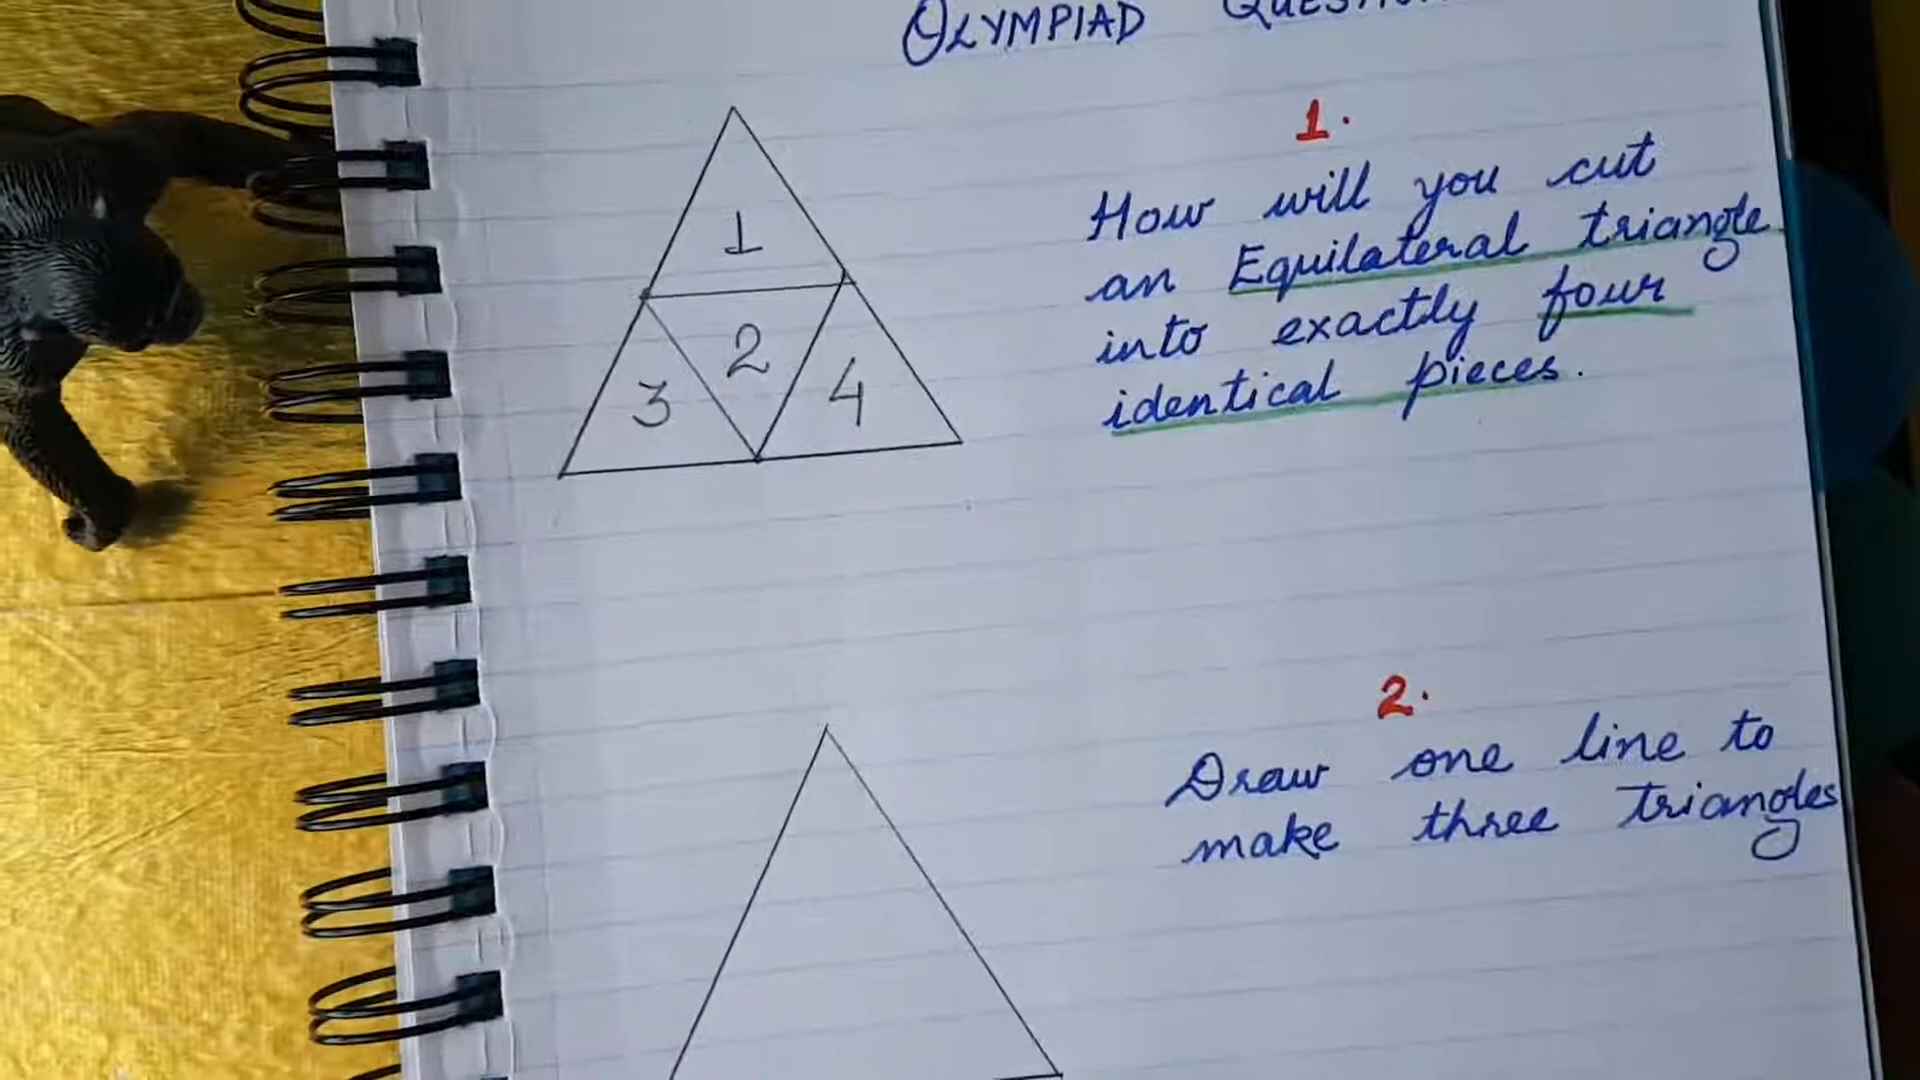 OLYMPIAD
1.
How will you cut
an Equilateral triangle
into exactly four
identical pieces.
1
2
3 4
2.
Draw one line to
make three triangles